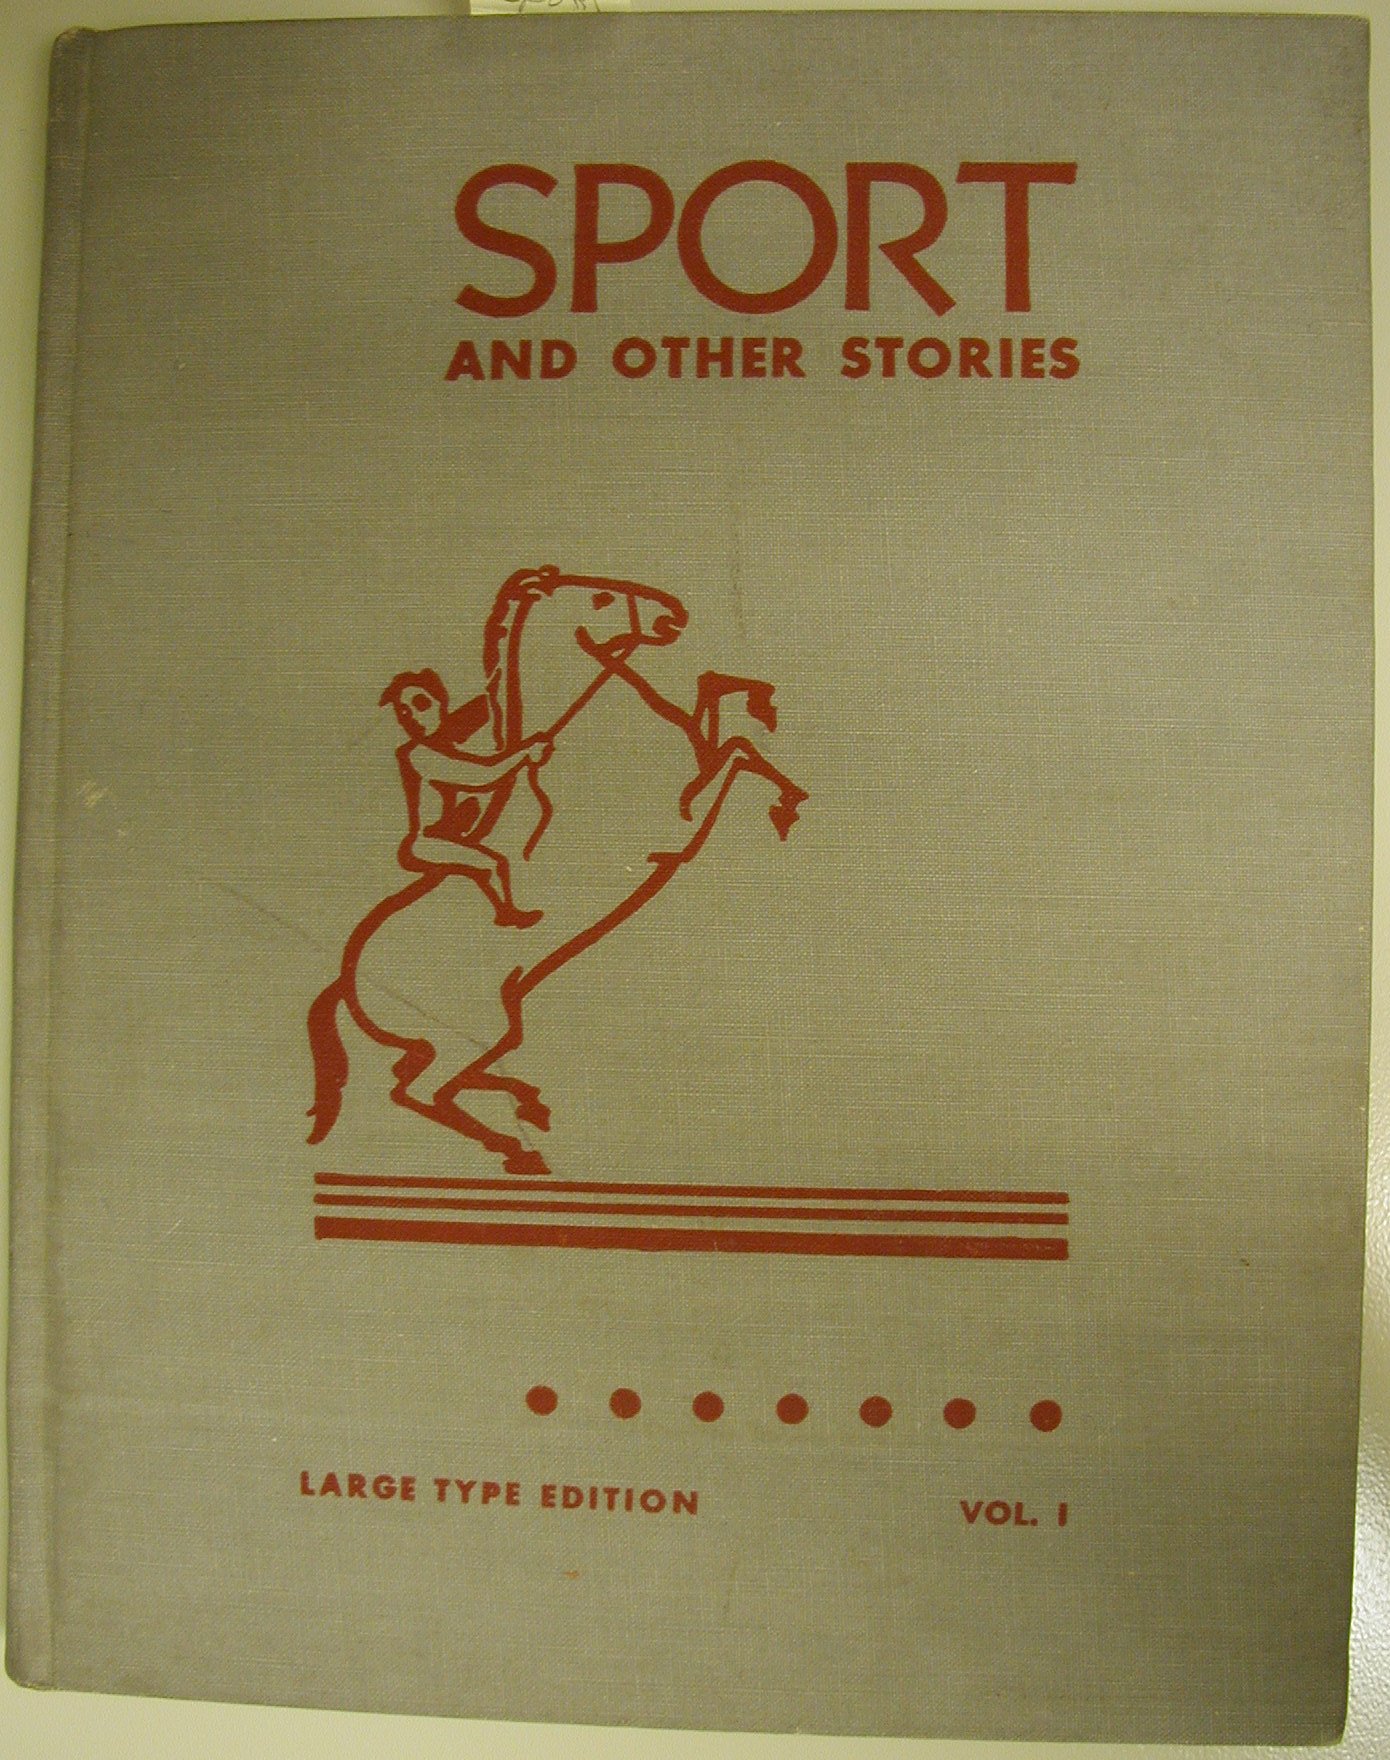 SPORT
AND OTHER STORIES
LARGE TYPE EDITION VOL. I